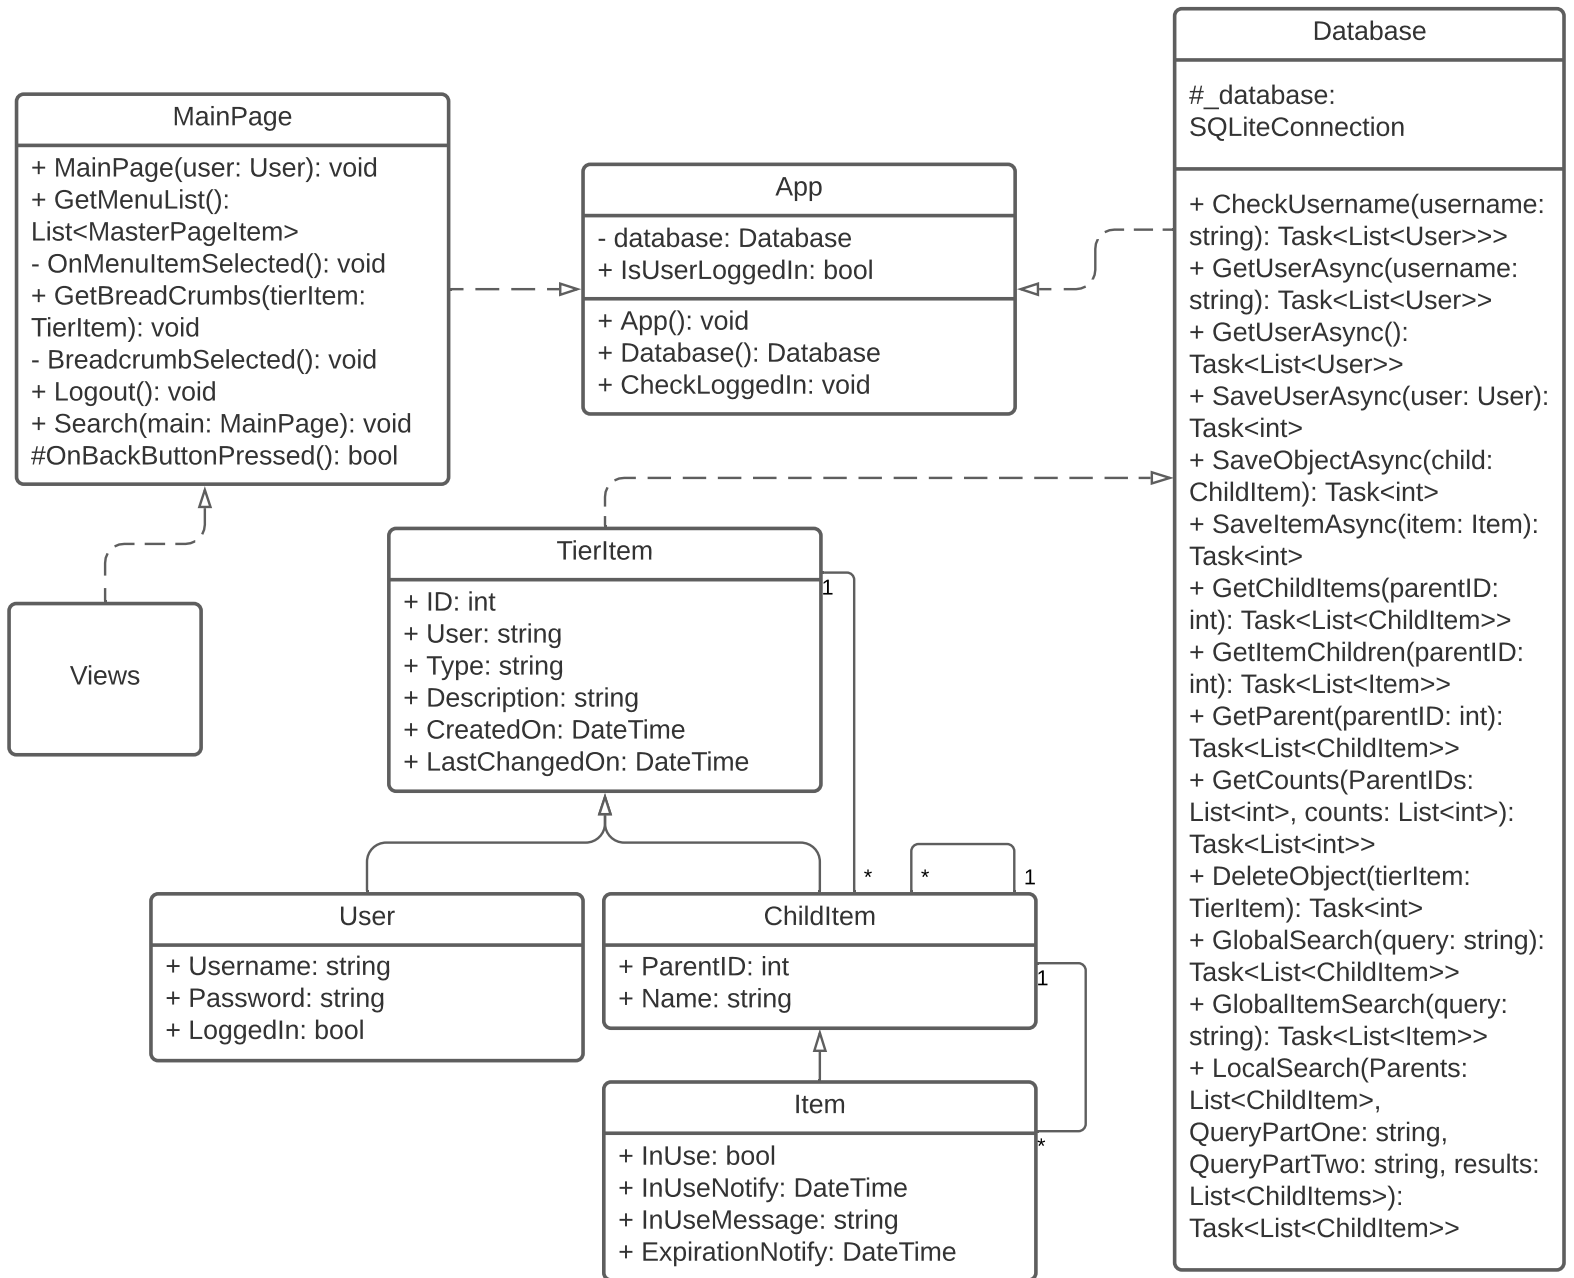 MainPage
+ MainPage(user: User): void
+ GetMenuList():
List<MasterPageItem>
- OnMenuItemSelected(): void
+ GetBreadCrumbs(tierItem:
TierItem): void
- BreadcrumbSelected(): void
+ Logout(): void
+ Search(main: MainPage): void
#OnBackButtonPressed(): bool
App
- database: Database
+ IsUserLoggedIn: bool
+ App(): void
+ Database(): Database
+ CheckLoggedIn: void
Database
#_database:
SQLiteConnection
+ CheckUsername(username:
string): Task<List<User>>>
+ GetUserAsync(username:
string): Task<List<User>>
+ GetUserAsync():
Task<List<User>>
+ SaveUserAsync(user: User):
Task<int>
+ SaveObjectAsync(child:
ChildItem): Task<int>
+ SaveItemAsync(item: Item):
Task<int>
+ GetChildItems(parentID:
int): Task<List<ChildItem>>
+ GetItemChildren(parentID:
int): Task<List<Item>>
+ GetParent(parentID: int):
Task<List<ChildItem>>
+ GetCounts(ParentIDs:
List<int>, counts: List<int>):
Task<List<int>>
+ DeleteObject(tierItem:
TierItem): Task<int>
+ GlobalSearch(query: string):
Task<List<ChildItem>>
+ GlobalItemSearch(query:
string): Task<List<Item>>
+ LocalSearch(Parents:
List<ChildItem>,
QueryPartOne: string,
QueryPartTwo: string, results:
List<ChildItems>):
Task<List<ChildItem>>
Views
TierItem
+ ID: int
+ User: string
+ Type: string
+ Description: string
+ CreatedOn: DateTime
+ LastChangedOn: DateTime
1
*
*
1
User
+ Username: string
+ Password: string
+ LoggedIn: bool
ChildItem
+ ParentID: int
+ Name: string
1
*
Item
+ InUse: bool
+ InUseNotify: DateTime
+ InUseMessage: string
+ ExpirationNotify: DateTime